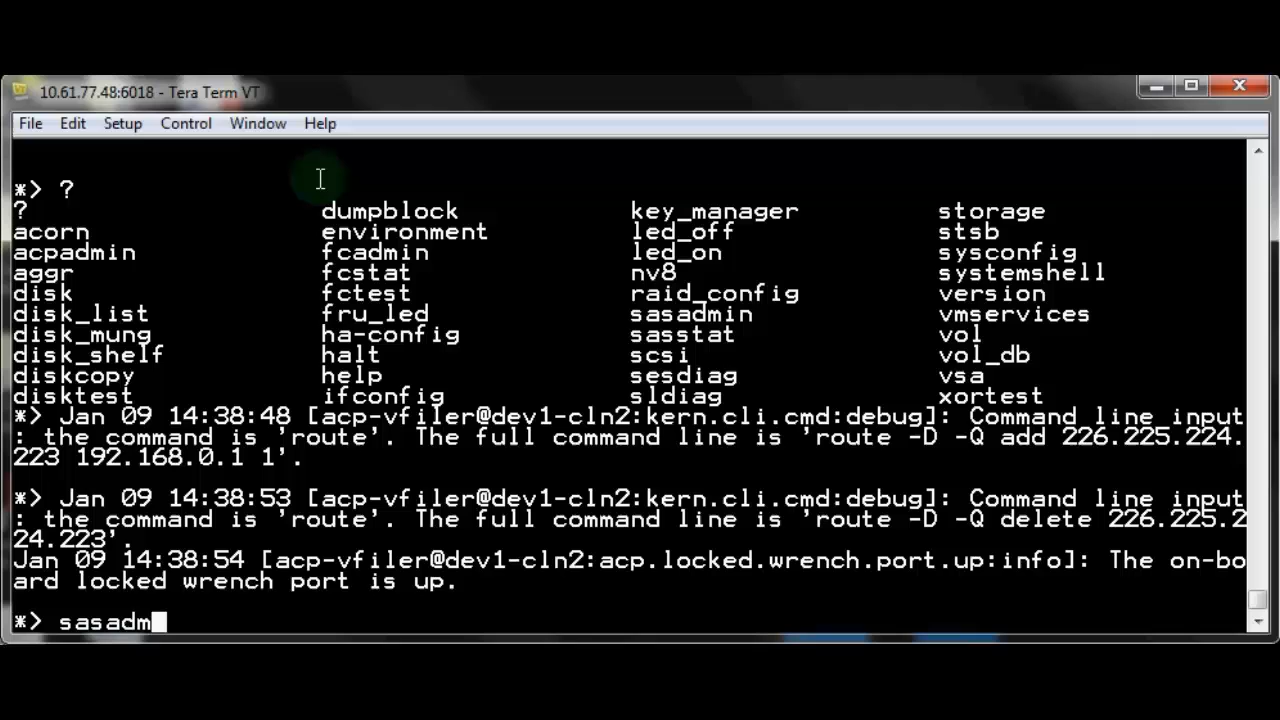 10.61.77.48:6018 - Tera Term VT
File Edit Setup Control Window Help
*> ?
? dumpblock key_manager storage
acorn environment led_off stsb
acpadmin fcadmin led_on sysconfig
aggr fcstat nv8 systemshell
disk fctest raid_config version
disk_list fru_led sasadmin vmservices
disk_mung ha-config sasstat vol
disk_shelf halt scsi vol_db
diskcopy help sesdiag vsa
disktest ifconfig sldiag xortest
*> Jan 09 14:38:48 [acp-vfiler@dev1-cln2:kern.cli.cmd:debug]: Command line input
: the command is 'route'. The full command line is 'route -D -Q add 226.225.224.
223 192.168.0.1 1'.
*> Jan 09 14:38:53 [acp-vfiler@dev1-cln2:kern.cli.cmd:debug]: Command line input
: the command is 'route'. The full command line is 'route -D -Q delete 226.225.2
24.223'.
Jan 09 14:38:54 [acp-vfiler@dev1-cln2:acp.locked.wrench.port.up:info]: The on-bo
ard locked wrench port is up.
*> sasadm